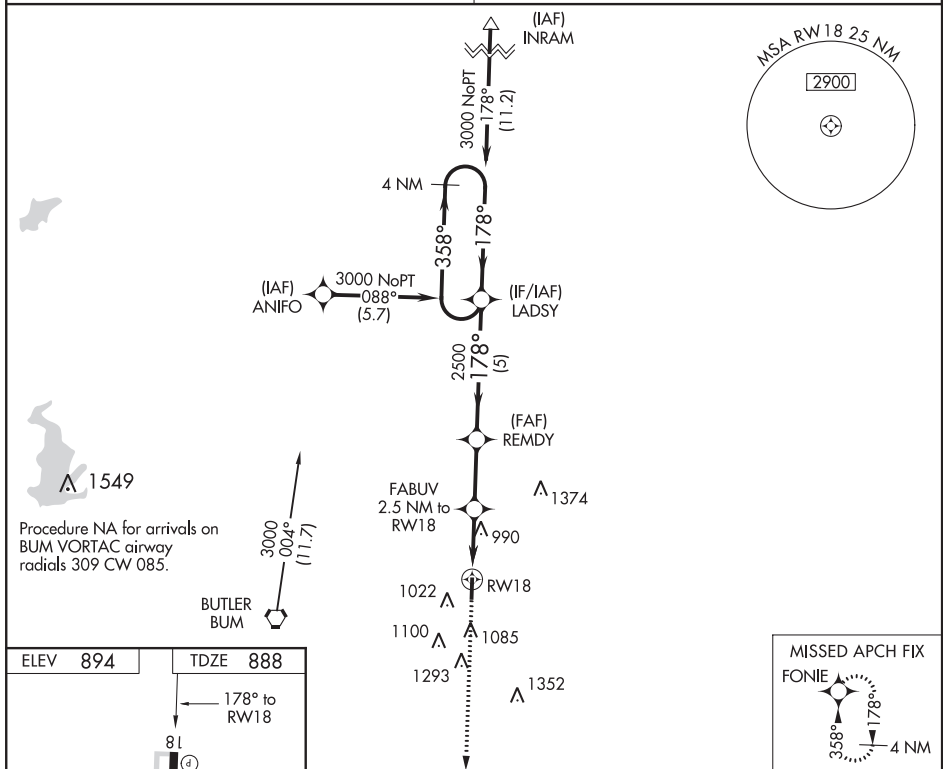 (IAF)
INRAM
MSA RW18 25 NM
2900
3000 NoPT
178°
(11.2)
4 NM
358°
178°
(IAF)
ANIFO
3000 NoPT
088°
(5.7)
(IF/IAF)
LADSY
2500
178°
(5)
(FAF)
REMDY
1549
FABUV
2.5 NM to
RW18
1374
990
Procedure NA for arrivals on
BUM VORTAC airway
radials 309 CW 085.
3000
004°
(11.7)
RW18
1022
BUTLER
BUM
1100
1085
1293
1352
ELEV 894
TDZE 888
178° to
RW18
18
P
MISSED APCH FIX
FONIE
358°
178°
4 NM